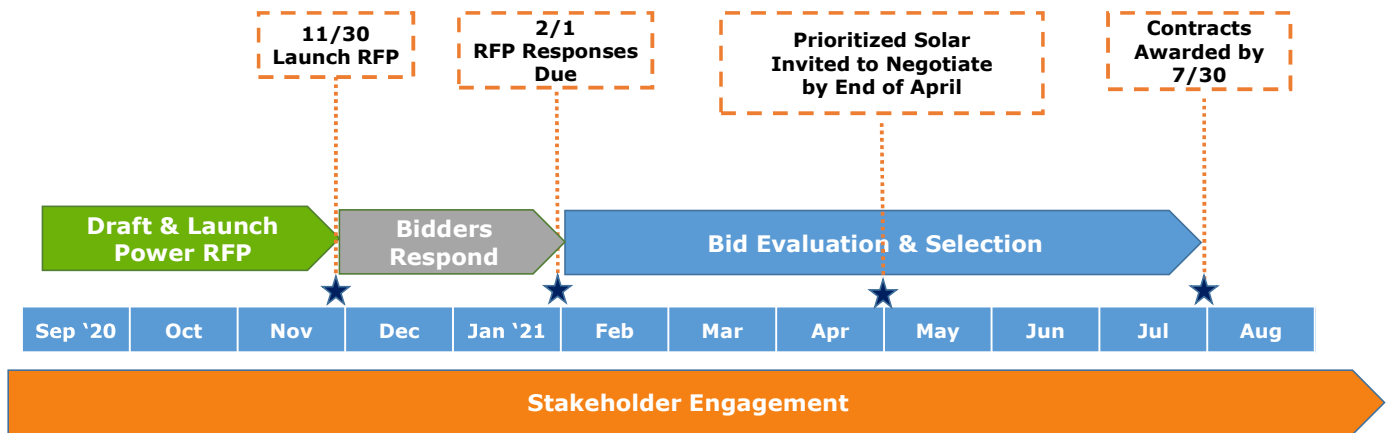 11/30
Launch RFP
2/1
RFP Responses
Due
Prioritized Solar
Invited to Negotiate
by End of April
Contracts
Awarded by
7/30
Draft & Launch
Power RFP
Bidders
Respond
Bid Evaluation & Selection
Sep ‘20
Oct
Nov
Dec
Jan ‘21
Feb
Mar
Apr
May
Jun
Jul
Aug
Stakeholder Engagement